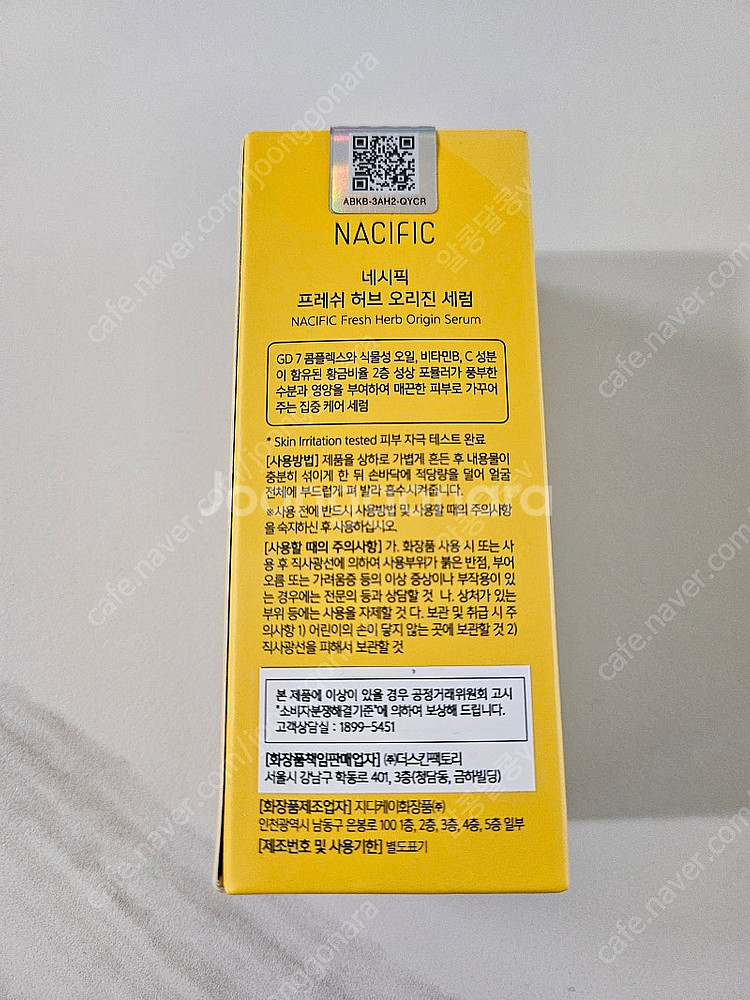 ABKB-3AH2-QYCR
NACIFIC
네시픽
프레쉬 허브 오리진 세럼
NACIFIC Fresh Herb Origin Serum
GD 7 콤플렉스와 식물성 오일, 비타민B, C 성분
이 함유된 황금비율 2층 성상 포뮬러가 풍부한
수분과 영양을 부여하여 매끈한 피부로 가꾸어
주는 집중 케어 세럼
* Skin Irritation tested 피부 자극 테스트 완료
[사용방법] 제품을 상하로 가볍게 흔든 후 내용물이
충분히 섞이게 한 뒤 손바닥에 적당량을 덜어 얼굴
전체에 부드럽게 펴 발라 흡수시켜줍니다.
※사용 전에 반드시 사용방법 및 사용할 때의 주의사항
을 숙지하신 후 사용하십시오.
[사용할 때의 주의사항] 가. 화장품 사용 시 또는 사
용 후 직사광선에 의하여 사용부위가 붉은 반점, 부어
오름 또는 가려움증 등의 이상 증상이나 부작용이 있
는 경우에는 전문의 등과 상담할 것 나. 상처가 있는
부위 등에는 사용을 자제할 것 다. 보관 및 취급 시 주
의사항 1) 어린이의 손이 닿지 않는 곳에 보관할 것 2)
직사광선을 피해서 보관할 것
본 제품에 이상이 있을 경우 공정거래위원회 고시
"소비자분쟁해결기준"에 의하여 보상해 드립니다.
고객상담실 : 1899-5451
[화장품책임판매업자] ㈜더스킨팩토리
서울시 강남구 학동로 401, 3층(청담동, 금하빌딩)
[화장품제조업자] 지디케이화장품㈜
인천광역시 남동구 은봉로 100 1층, 2층, 3층, 4층, 5층 일부
[제조번호 및 사용기한] 별도표기
Joonggonara
cafe.naver.com/joonggonara
알콩달콩v